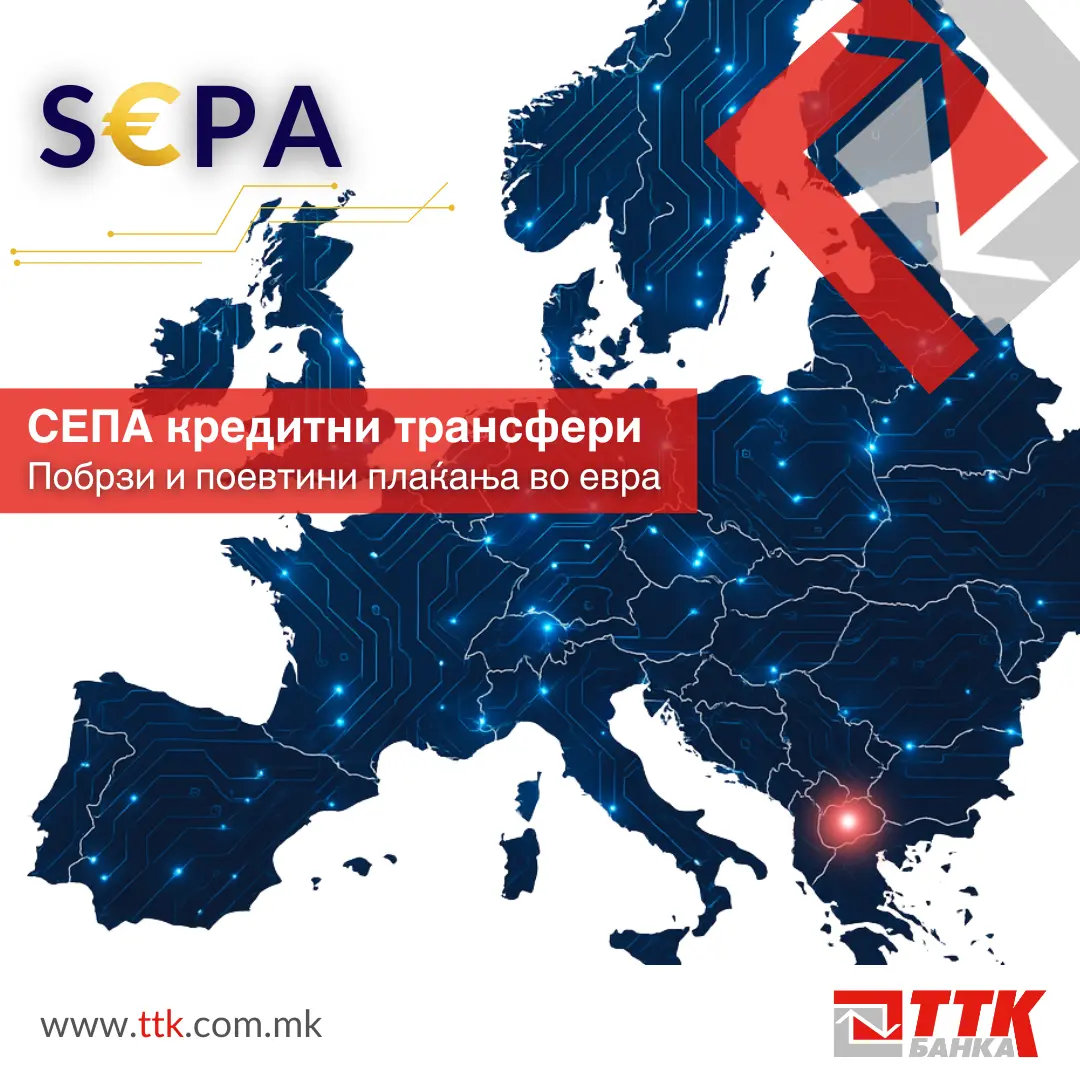 S€PA
СЕПА кредитни трансфери
Побрзи и поевтини плаќања во евра
www.ttk.com.mk
ТТК
БАНКА